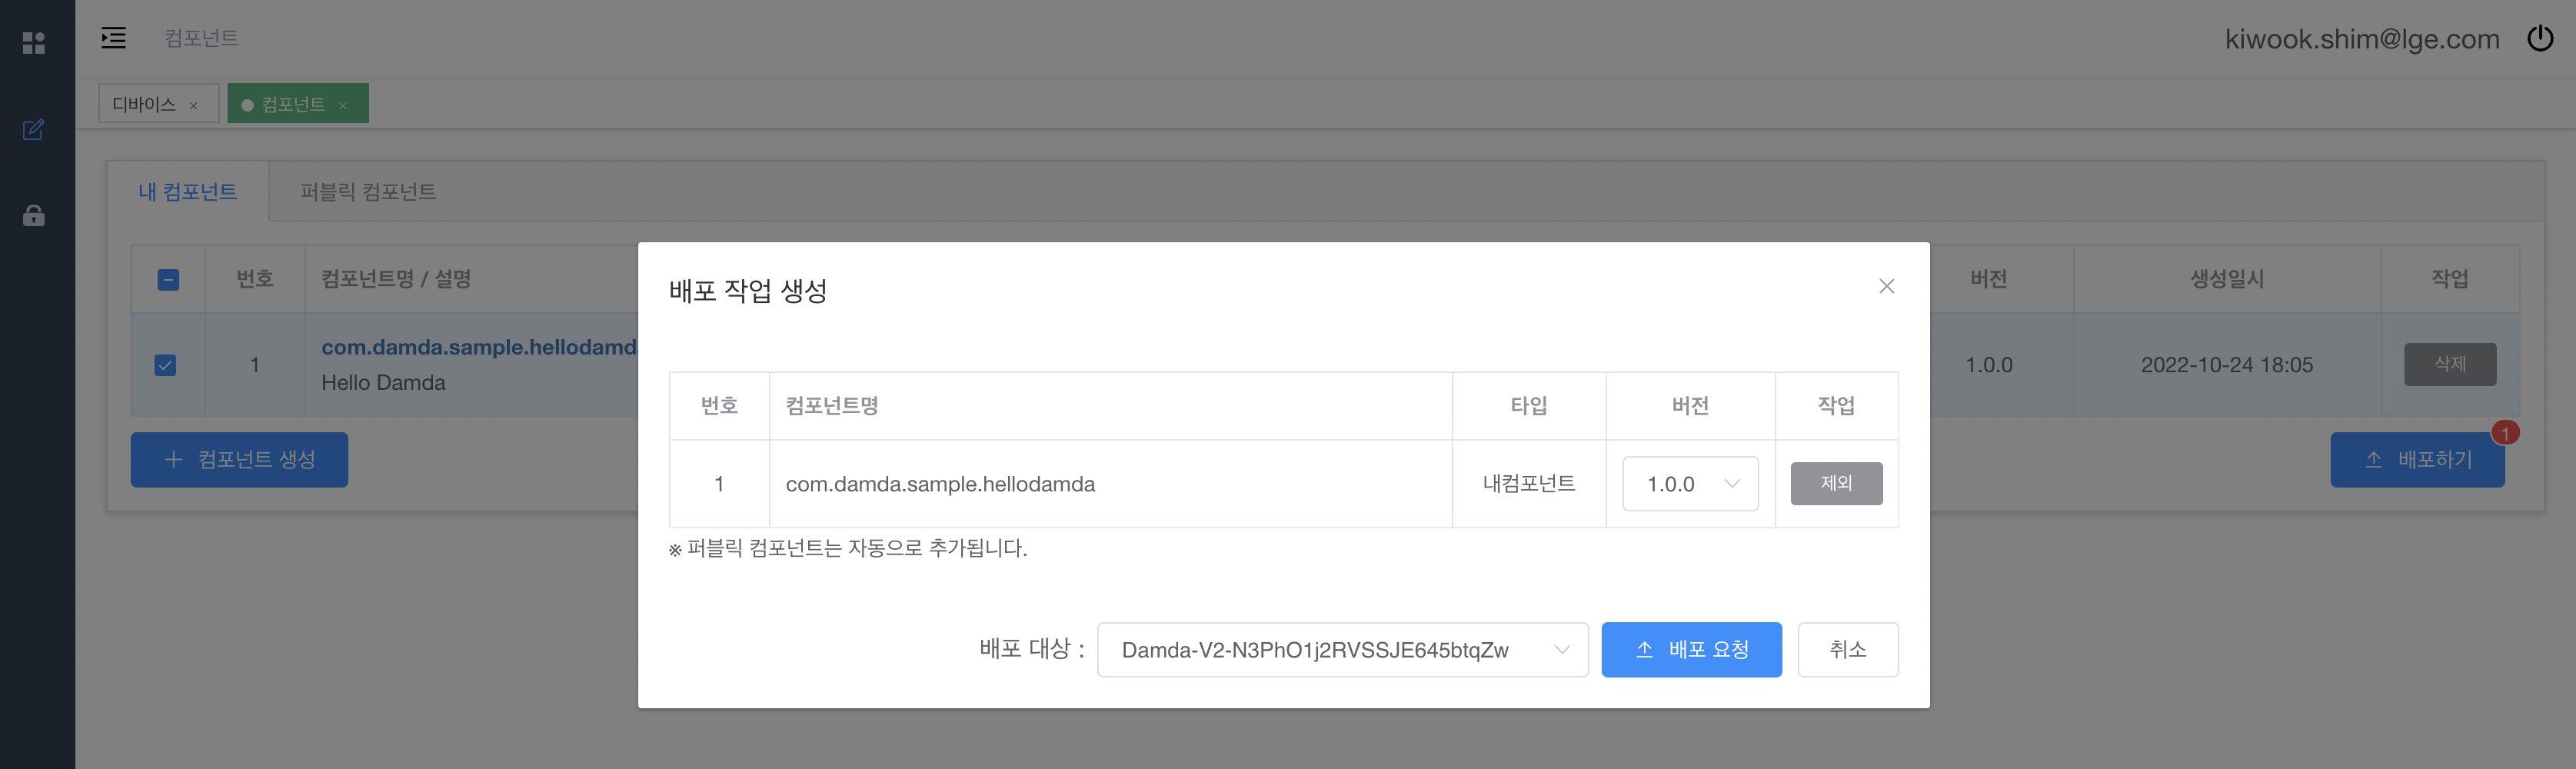 컴포넌트
kiwook.shim@lge.com
디바이스 ×
컴포넌트 ×
내 컴포넌트
퍼블릭 컴포넌트
번호 컴포넌트명 / 설명 버전 생성일시 작업
1 com.damda.sample.hellodamd 1.0.0 2022-10-24 18:05 삭제
Hello Damda
+ 컴포넌트 생성
배포하기 1
배포 작업 생성
번호 컴포넌트명 타입 버전 작업
1 com.damda.sample.hellodamda 내컴포넌트 1.0.0 제외
※ 퍼블릭 컴포넌트는 자동으로 추가됩니다.
배포 대상 : Damda-V2-N3PhO1j2RVSSJE645btqZw 배포 요청 취소